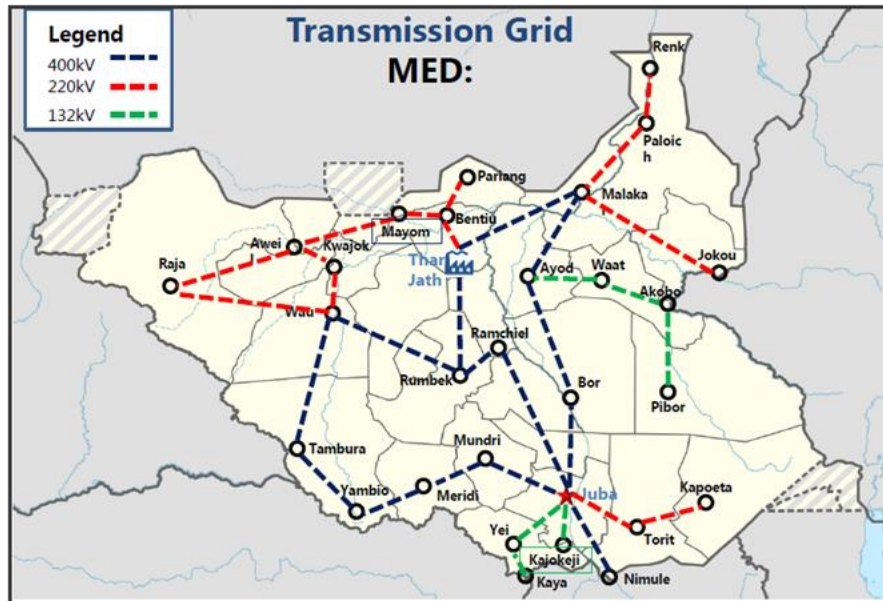 Legend
400kV
220kV
132kV
Transmission Grid
MED:
Renk
Paloic
h
Pariang
Malaka
Bentiu
Mayom
Awei
Kwajok
Thar
Jath
Jokou
Raja
Ayod
Waat
Akobo
Wau
Ramchiel
Rumbek
Bor
Pibor
Mundri
Tambura
Meridi
Yambio
Juba
Kapoeta
Yei
Torit
Kajokeji
Kaya
Nimule